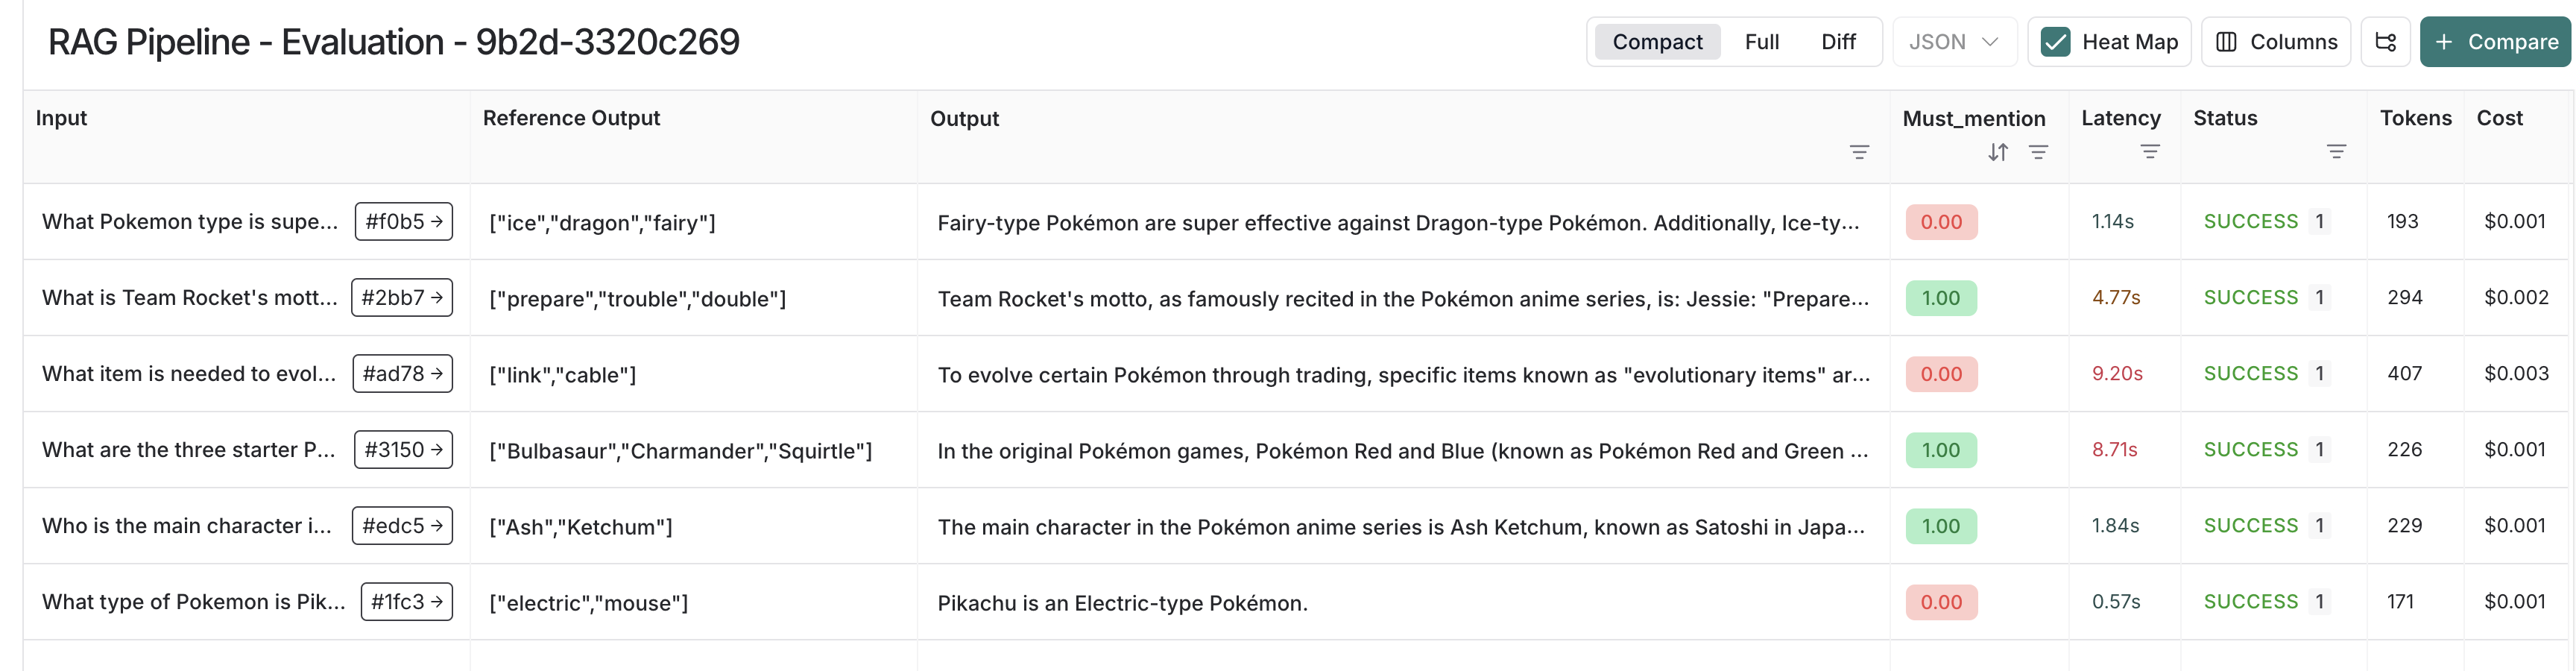 RAG Pipeline - Evaluation - 9b2d-3320c269
Compact Full Diff JSON Heat Map Columns + Compare
Input Reference Output Output Must_mention Latency Status Tokens Cost
What Pokemon type is supe... #f0b5 → ["ice","dragon","fairy"] Fairy-type Pokémon are super effective against Dragon-type Pokémon. Additionally, Ice-ty... 0.00 1.14s SUCCESS 1 193 $0.001
What is Team Rocket's mott... #2bb7 → ["prepare","trouble","double"] Team Rocket's motto, as famously recited in the Pokémon anime series, is: Jessie: "Prepare... 1.00 4.77s SUCCESS 1 294 $0.002
What item is needed to evol... #ad78 → ["link","cable"] To evolve certain Pokémon through trading, specific items known as "evolutionary items" ar... 0.00 9.20s SUCCESS 1 407 $0.003
What are the three starter P... #3150 → ["Bulbasaur","Charmander","Squirtle"] In the original Pokémon games, Pokémon Red and Blue (known as Pokémon Red and Green ... 1.00 8.71s SUCCESS 1 226 $0.001
Who is the main character i... #edc5 → ["Ash","Ketchum"] The main character in the Pokémon anime series is Ash Ketchum, known as Satoshi in Japa... 1.00 1.84s SUCCESS 1 229 $0.001
What type of Pokemon is Pik... #1fc3 → ["electric","mouse"] Pikachu is an Electric-type Pokémon. 0.00 0.57s SUCCESS 1 171 $0.001